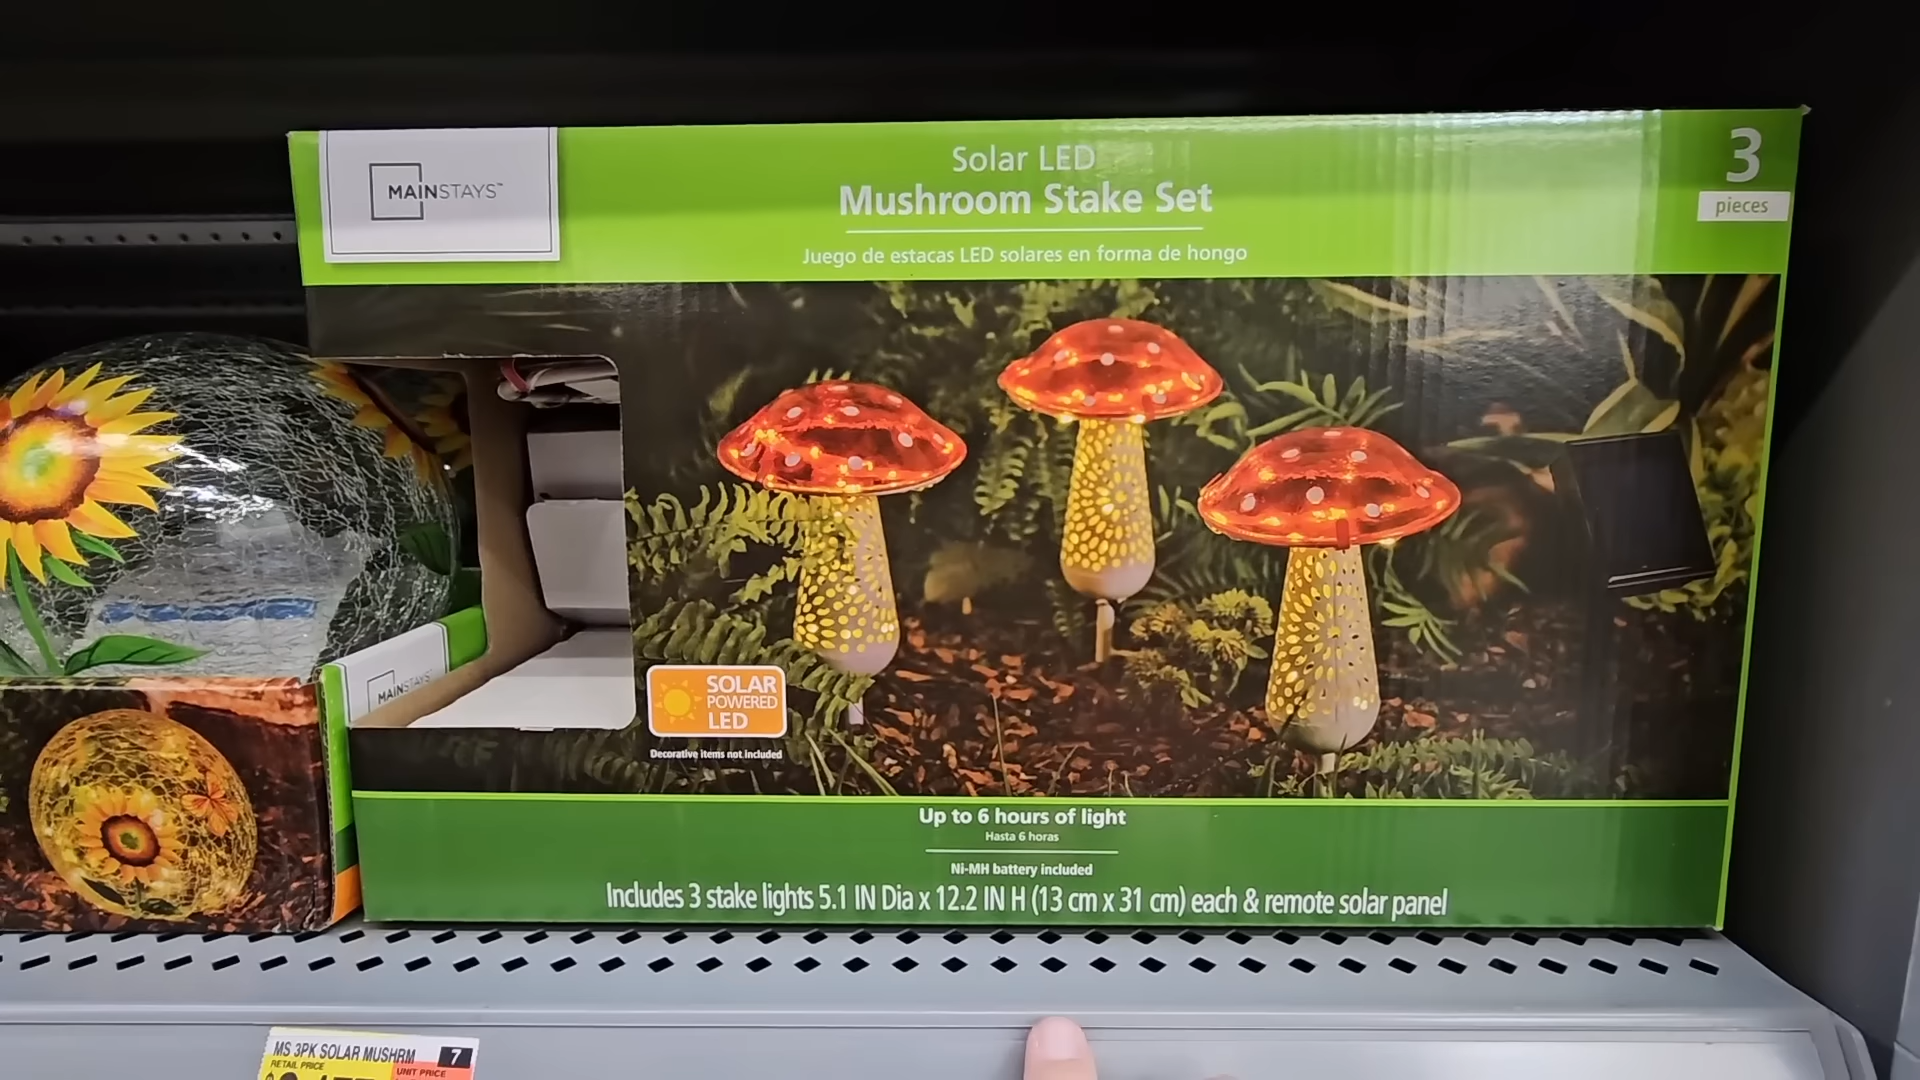 MAINSTAYS™
Solar LED
Mushroom Stake Set
Juego de estacas LED solares en forma de hongo
3
pieces
SOLAR
POWERED
LED
Decorative items not included
MAINSTAYS
Up to 6 hours of light
Hasta 6 horas
Ni-MH battery included
Includes 3 stake lights 5.1 IN Dia x 12.2 IN H (13 cm x 31 cm) each & remote solar panel
MS 3PK SOLAR MUSHRM 7
RETAIL PRICE
UNIT PRICE